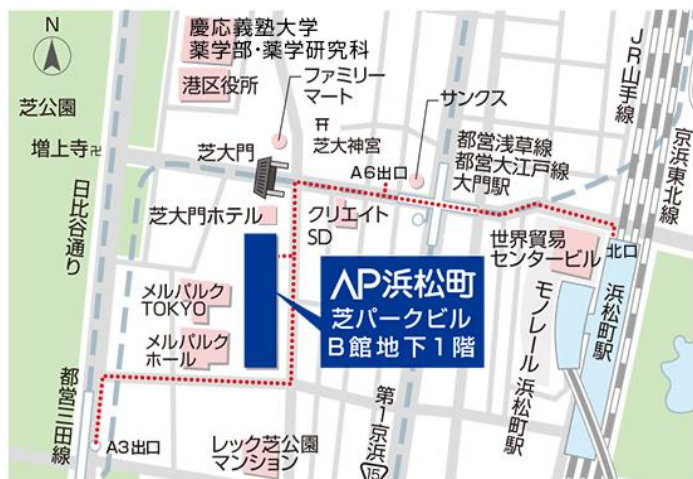 N
慶応義塾大学
薬学部・薬学研究科
港区役所
ファミリー
マート
サンクス
JR山手線
京浜東北線
芝公園
増上寺卍
芝大門
芝大神宮
A6出口
都営浅草線
都営大江戸線
大門駅
日比谷通り
芝大門ホテル
クリエイト
SD
世界貿易
センタービル
北口
浜松町駅
モノレール 浜松町駅
メルパルク
TOKYO
メルパルク
ホール
AP浜松町
芝パークビル
B館地下1階
都営三田線
A3出口
レック芝公園
マンション
第1京浜
15